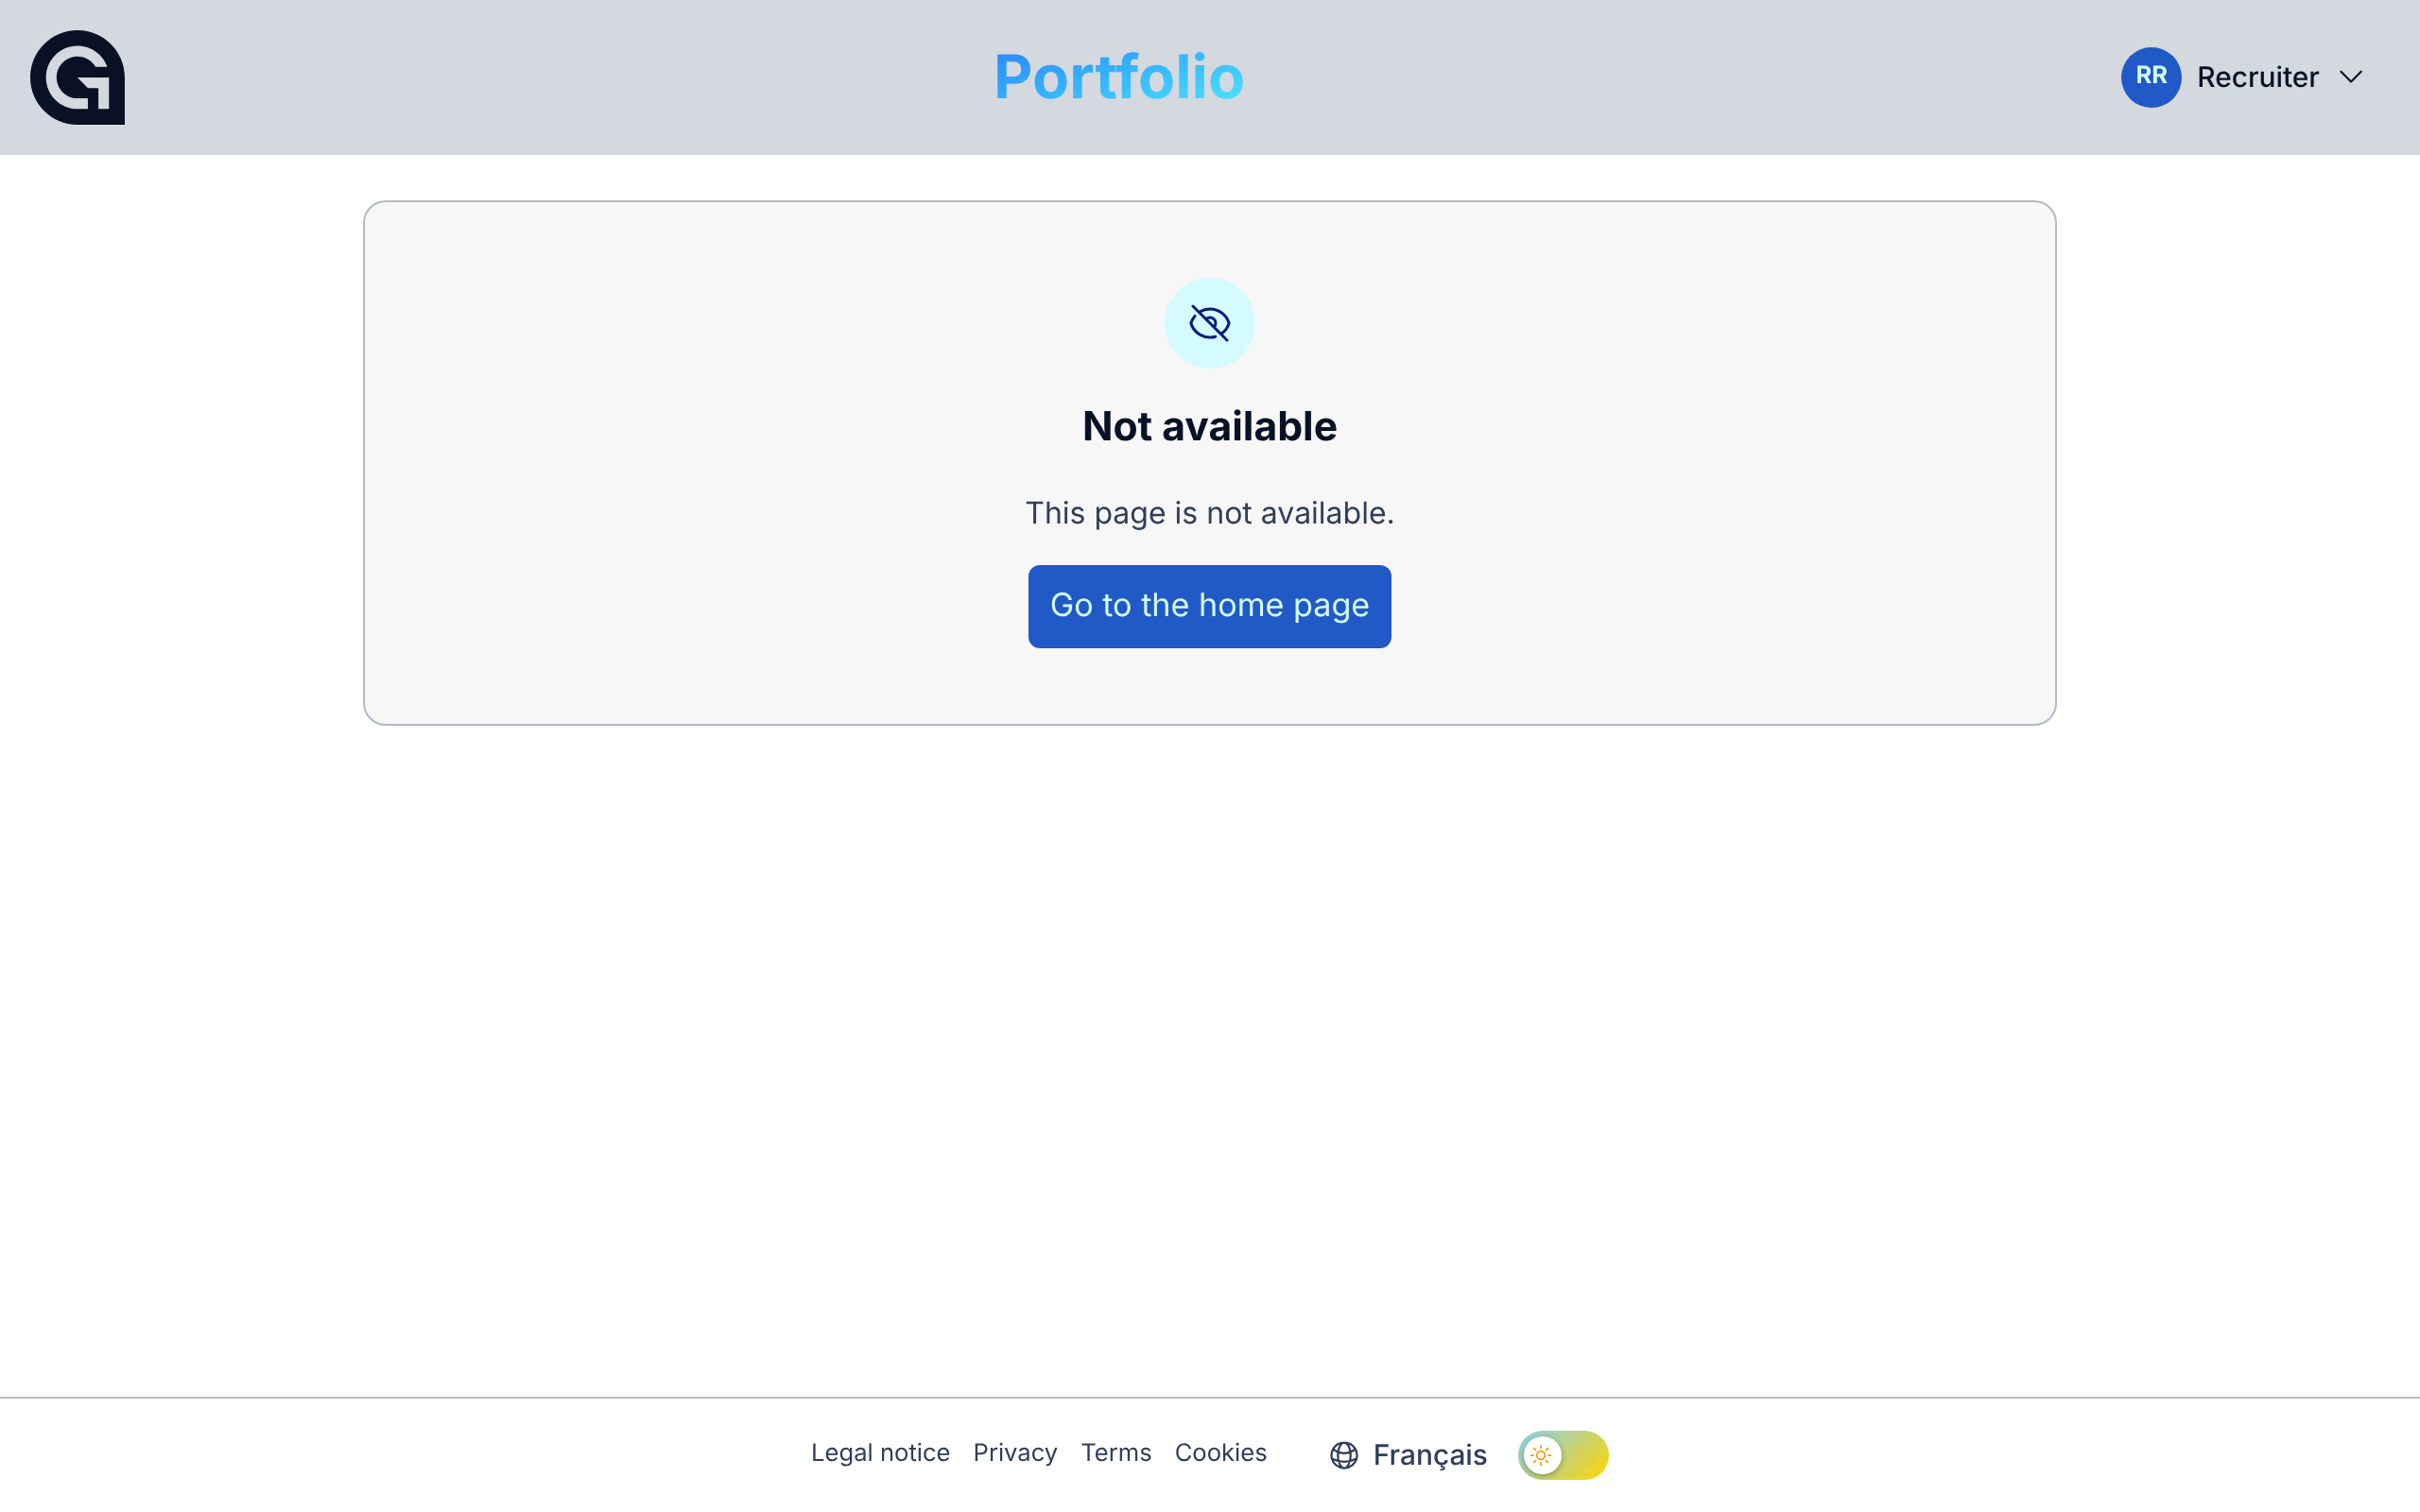 Portfolio
RR Recruiter
Not available
This page is not available.
Go to the home page
Legal notice Privacy Terms Cookies Français